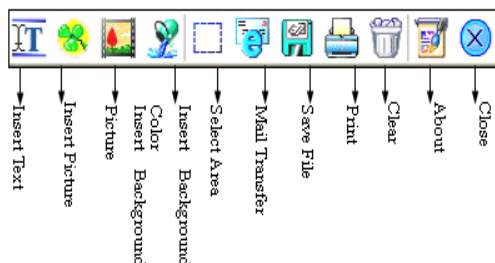 T
Insert Text
Insert Picture
Insert Background
Picture
Insert Background
Color
Select Area
Mail Transfer
Save File
Print
Clear
About
Close